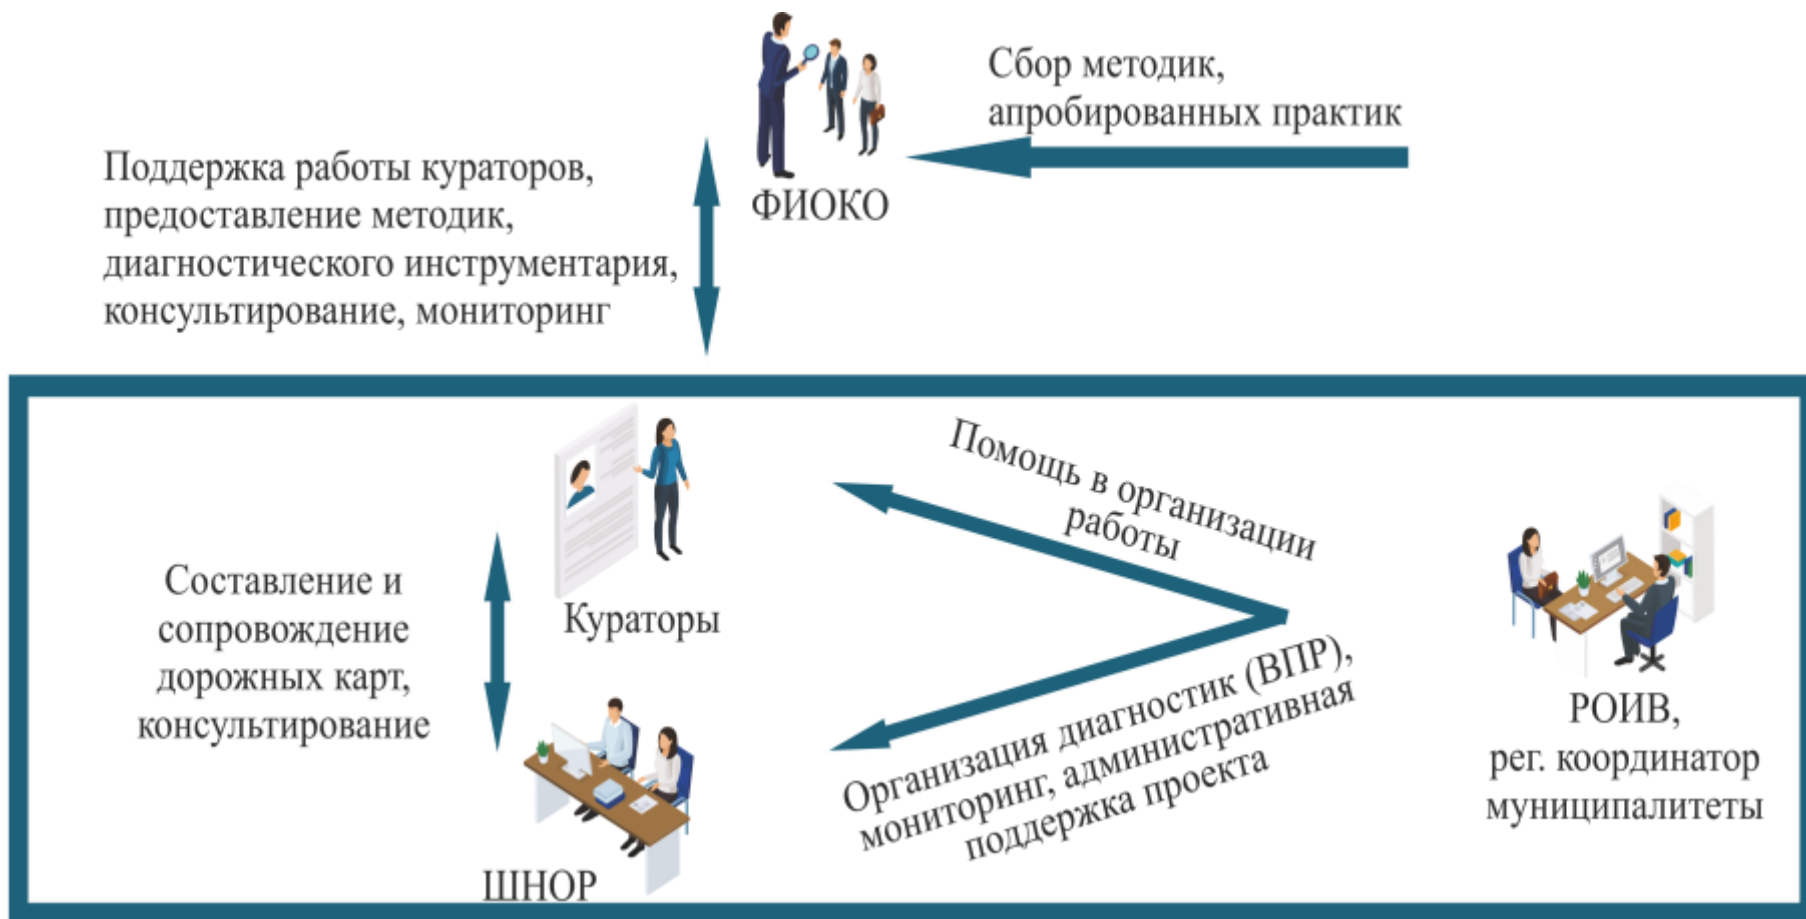 Сбор методик,
апробированных практик
ФИОКО
Поддержка работы кураторов,
предоставление методик,
диагностического инструментария,
консультирование, мониторинг
Кураторы
Помощь в организации
работы
Составление и
сопровождение
дорожных карт,
консультирование
Организация диагностик (ВПР),
мониторинг, административная
поддержка проекта
РОИВ,
рег. координатор
муниципалитеты
ШНОР